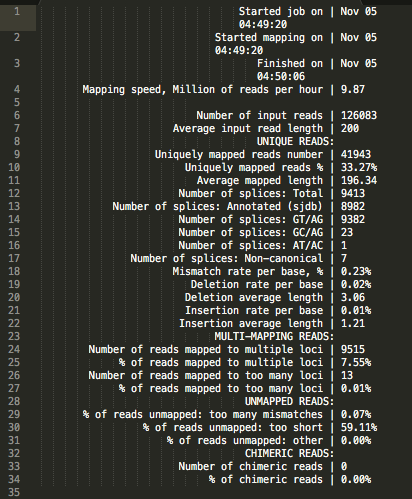 1 Started job on | Nov 05
04:49:20
2 Started mapping on | Nov 05
04:49:20
3 Finished on | Nov 05
04:50:06
4 Mapping speed, Million of reads per hour | 9.87
5
6 Number of input reads | 126083
7 Average input read length | 200
8 UNIQUE READS:
9 Uniquely mapped reads number | 41943
10 Uniquely mapped reads % | 33.27%
11 Average mapped length | 196.34
12 Number of splices: Total | 9413
13 Number of splices: Annotated (sjdb) | 8982
14 Number of splices: GT/AG | 9382
15 Number of splices: GC/AG | 23
16 Number of splices: AT/AC | 1
17 Number of splices: Non-canonical | 7
18 Mismatch rate per base, % | 0.23%
19 Deletion rate per base | 0.02%
20 Deletion average length | 3.06
21 Insertion rate per base | 0.01%
22 Insertion average length | 1.21
23 MULTI-MAPPING READS:
24 Number of reads mapped to multiple loci | 9515
25 % of reads mapped to multiple loci | 7.55%
26 Number of reads mapped to too many loci | 13
27 % of reads mapped to too many loci | 0.01%
28 UNMAPPED READS:
29 % of reads unmapped: too many mismatches | 0.07%
30 % of reads unmapped: too short | 59.11%
31 % of reads unmapped: other | 0.00%
32 CHIMERIC READS:
33 Number of chimeric reads | 0
34 % of chimeric reads | 0.00%
35